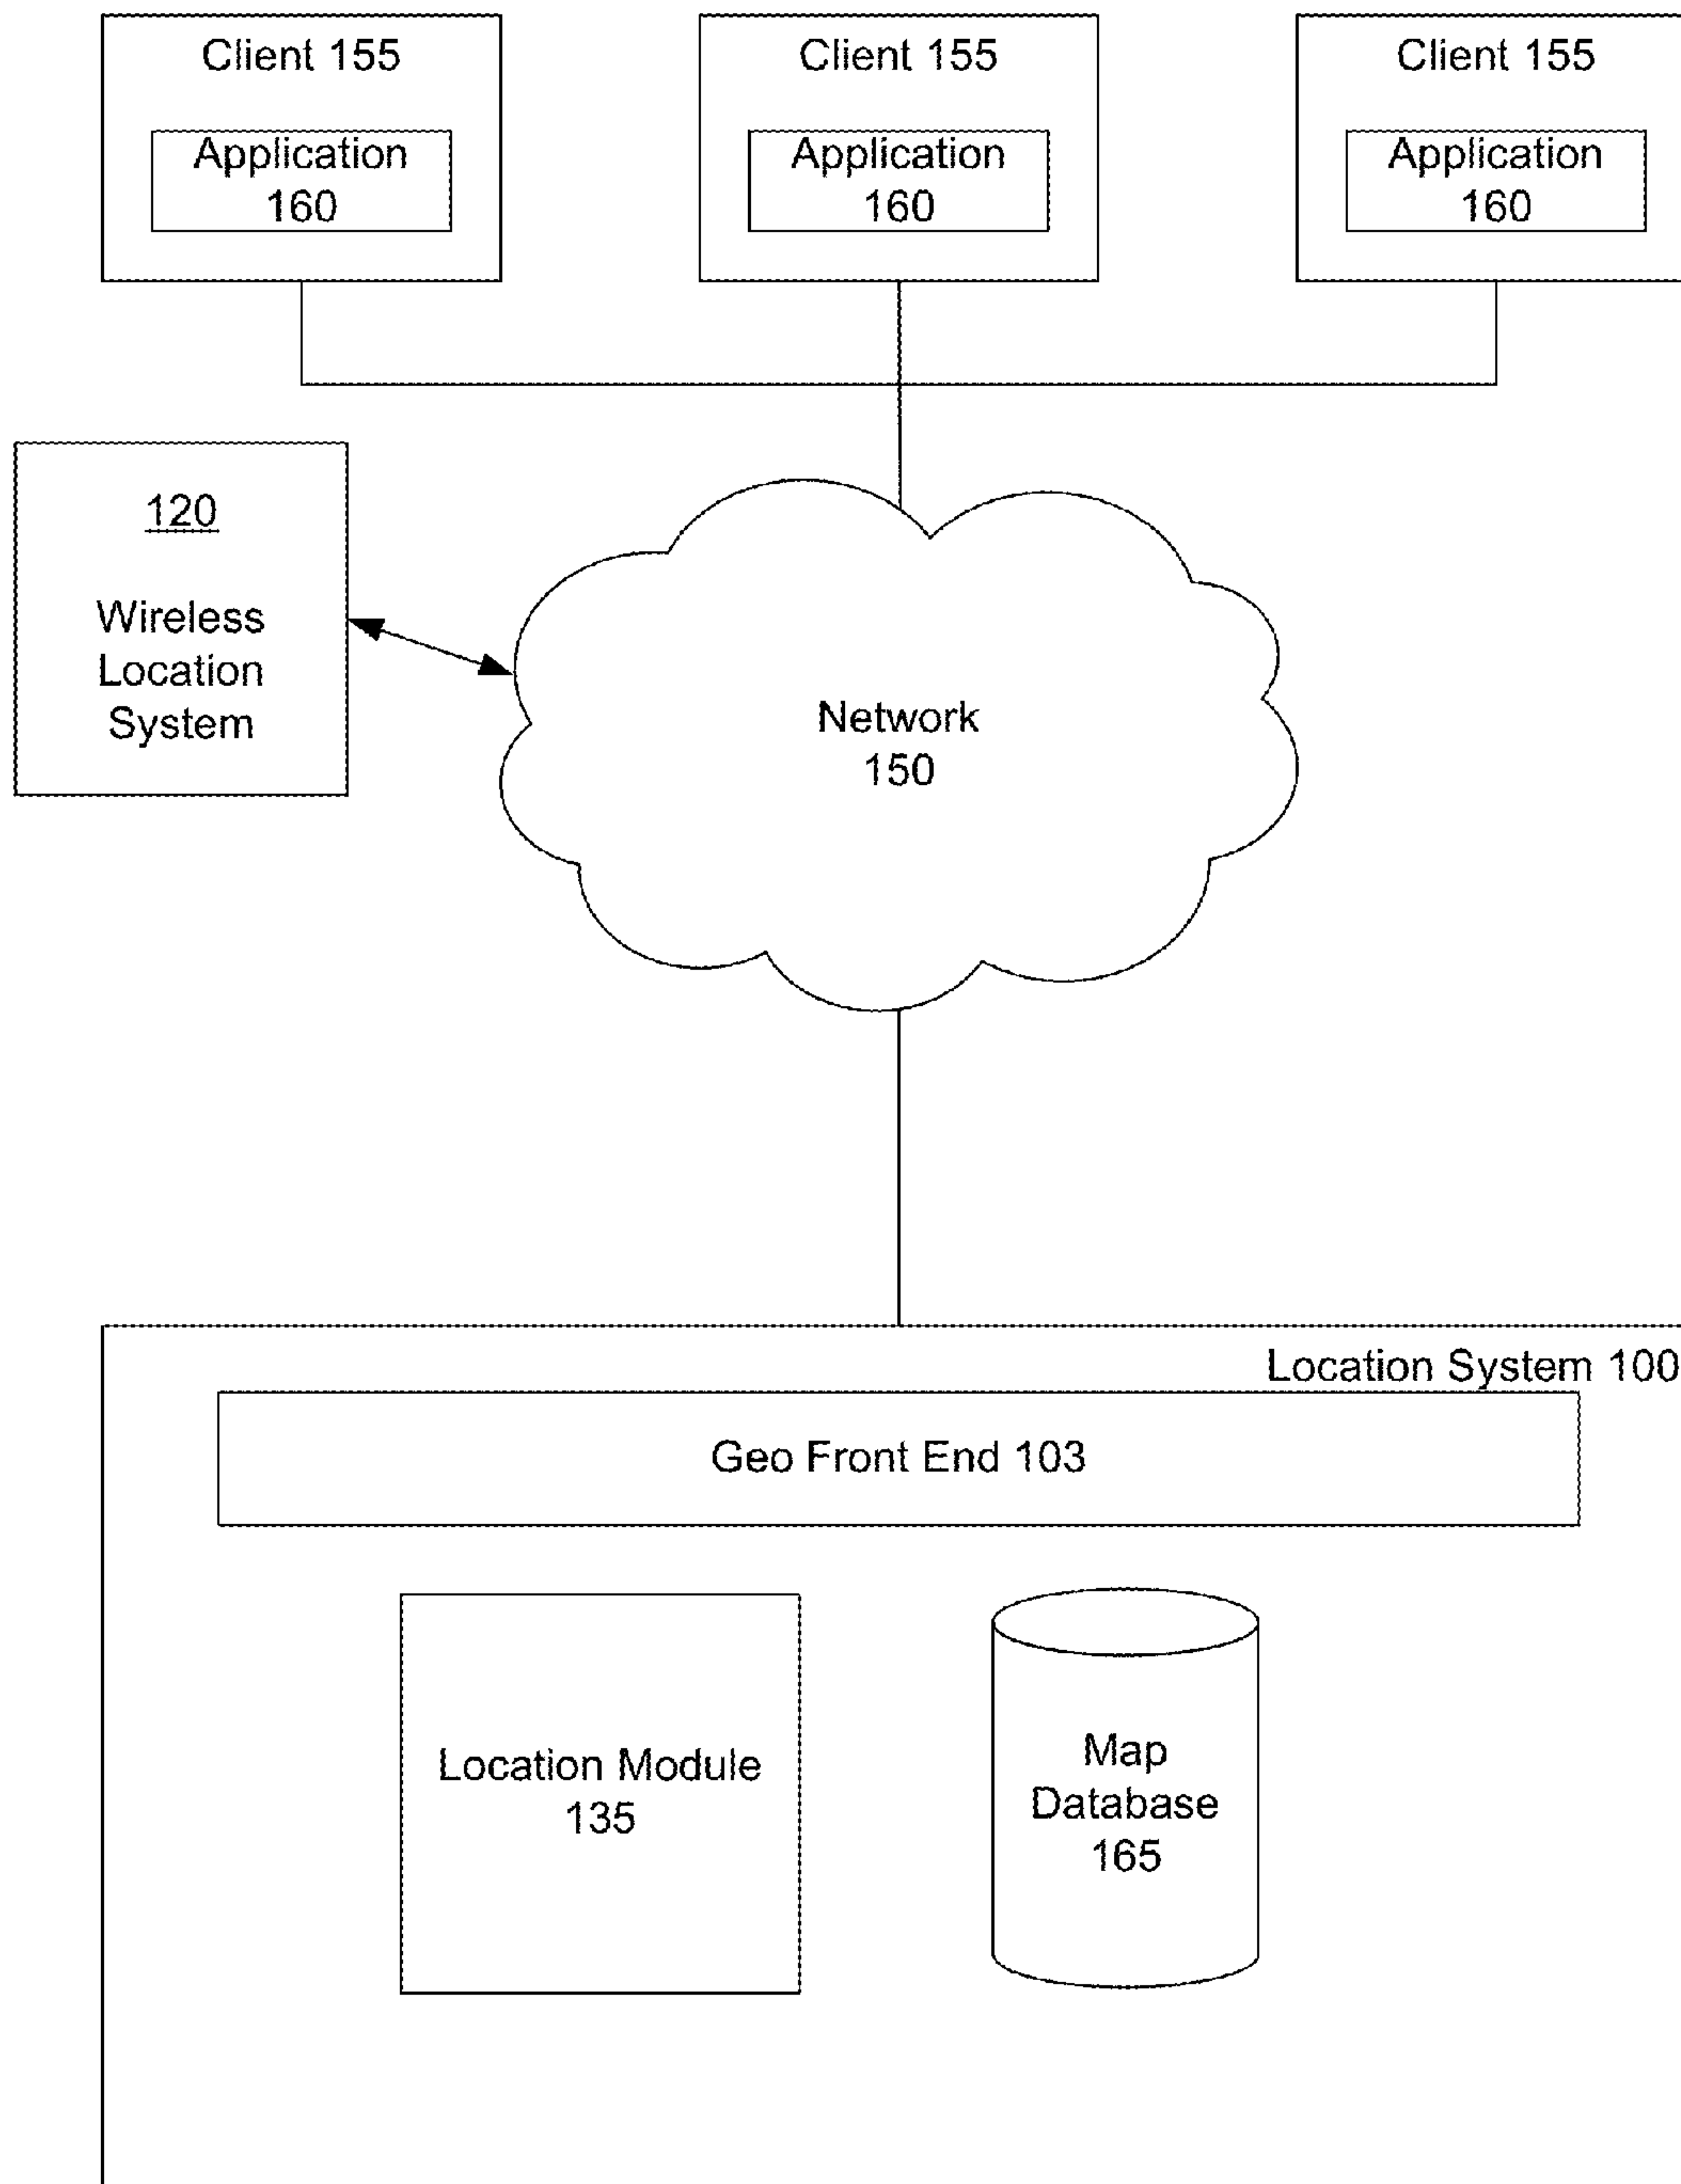 Client 155
Application
160
Client 155
Application
160
Client 155
Application
160
120
Wireless
Location
System
Network
150
Location System 100
Geo Front End 103
Location Module
135
Map
Database
165